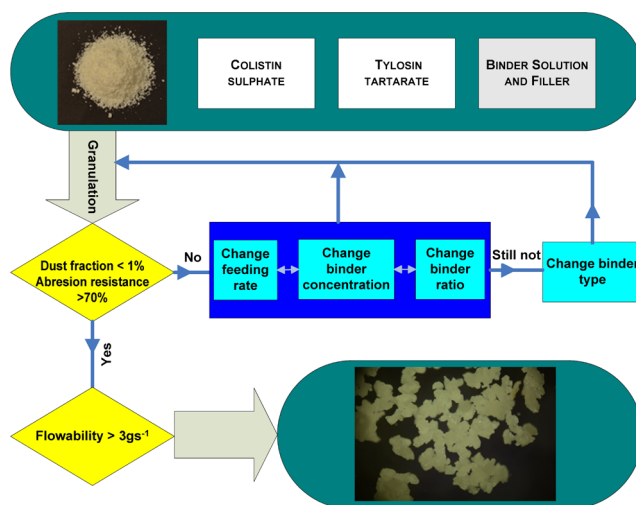 COLISTIN
SULPHATE
TYLOSIN
TARTARATE
BINDER SOLUTION
AND FILLER
Granulation
Dust fraction < 1%
Abresion resistance
>70%
No
Change
feeding
rate
Change
binder
concentration
Change
binder
ratio
Still not
Change binder
type
Yes
Flowability > 3gs⁻¹